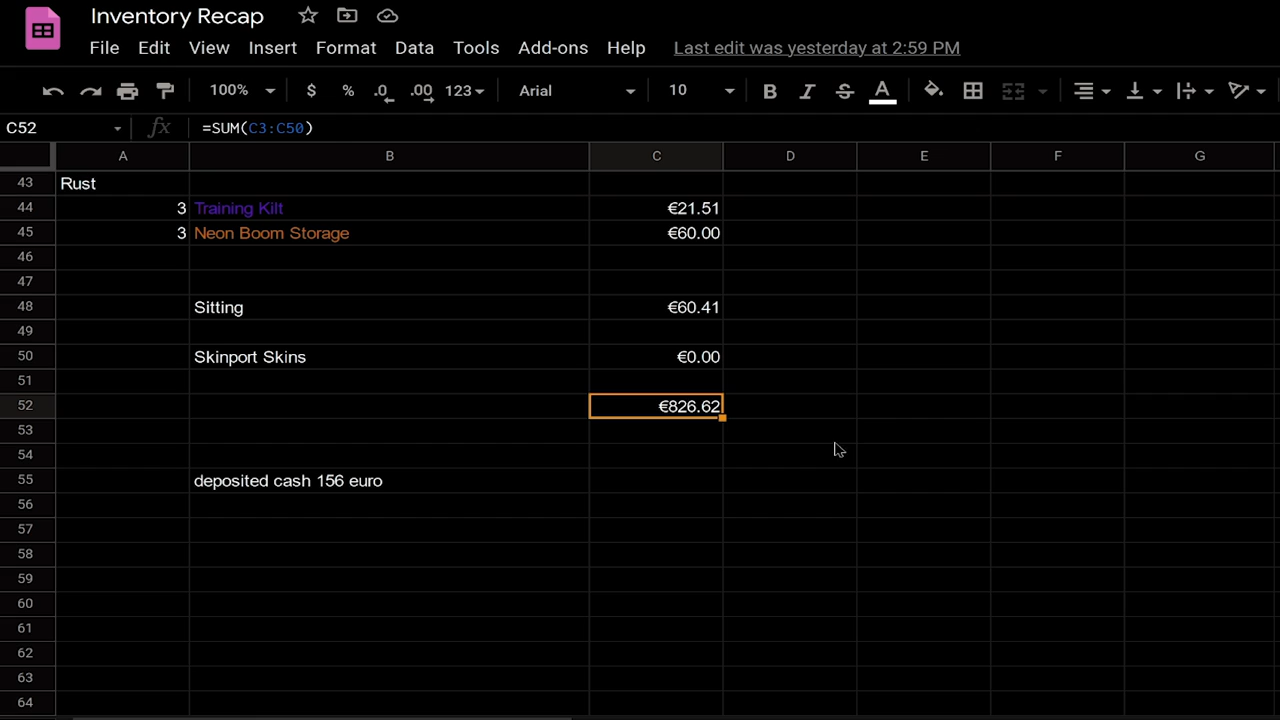 Inventory Recap
File Edit View Insert Format Data Tools Add-ons Help Last edit was yesterday at 2:59 PM
100% $ % .0 .00 123 Arial 10 B I S A
C52 fx =SUM(C3:C50)
A B C D E F G
43 Rust
44 3 Training Kilt €21.51
45 3 Neon Boom Storage €60.00
46
47
48 Sitting €60.41
49
50 Skinport Skins €0.00
51
52 €826.62
53
54
55 deposited cash 156 euro
56
57
58
59
60
61
62
63
64